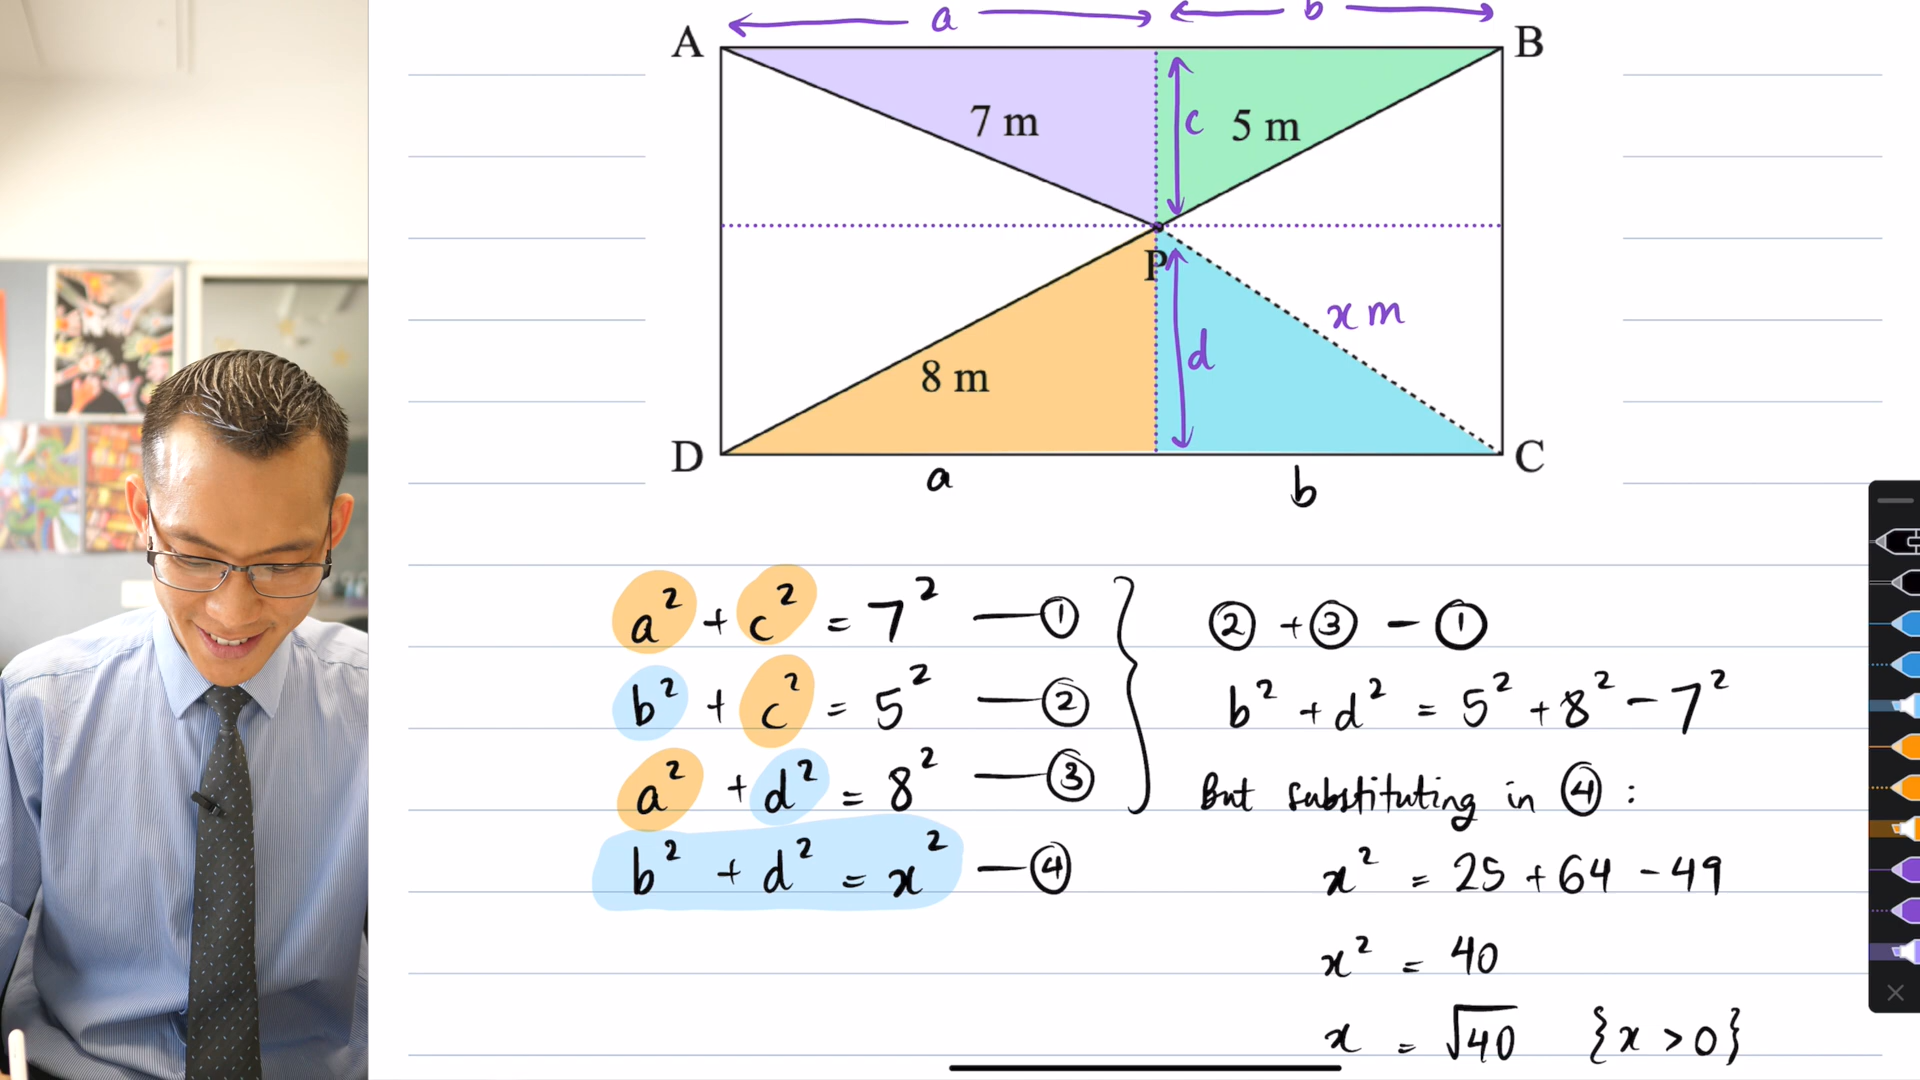 a b
A B
7 m c 5 m
P
x m
d
8 m
D C
a b
a² + c² = 7² — ①
b² + c² = 5² — ②
a² + d² = 8² — ③
b² + d² = x² — ④
② + ③ − ①
b² + d² = 5² + 8² − 7²
But substituting in ④ :
x² = 25 + 64 − 49
x² = 40
x = √40 {x > 0}